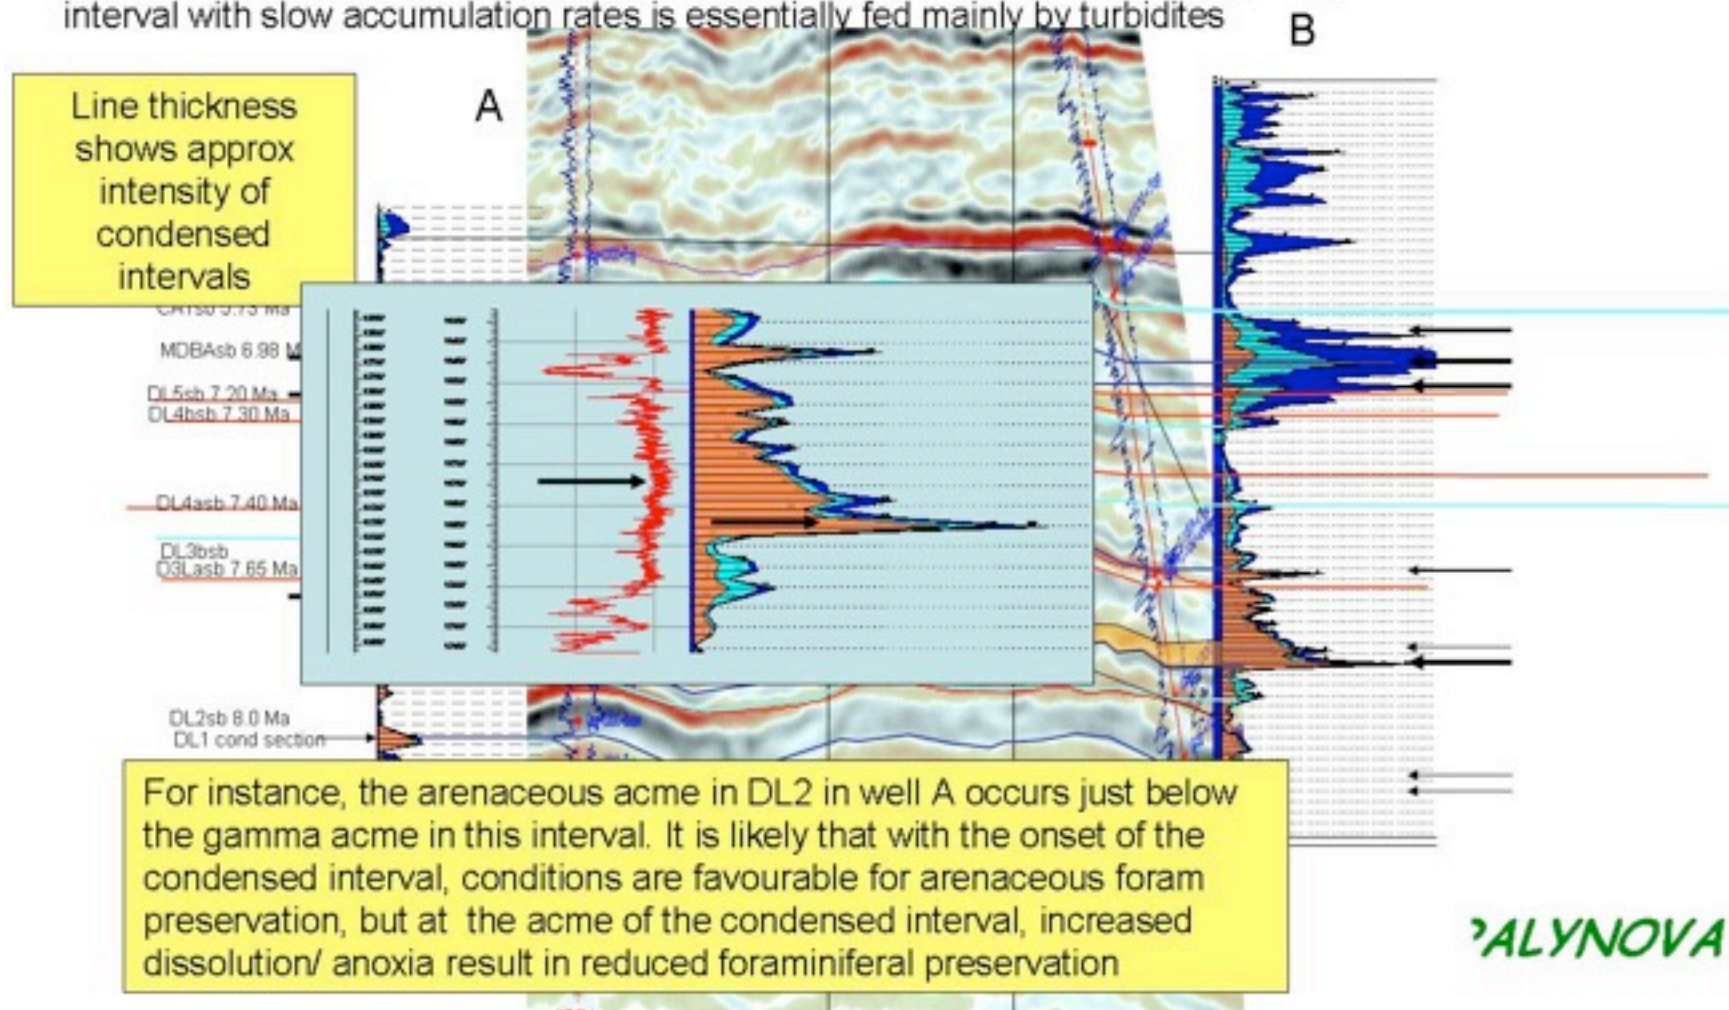 interval with slow accumulation rates is essentially fed mainly by turbidites
B
A
Line thickness
shows approx
intensity of
condensed
intervals
CATsb 5.73 Ma
MDBAsb 6.98 M
DL5sb 7.20 Ma
DL4bsb 7.30 Ma
DL4asb 7.40 Ma
DL3bsb
D3Lasb 7.65 Ma
DL2sb 8.0 Ma
DL1 cond section
For instance, the arenaceous acme in DL2 in well A occurs just below
the gamma acme in this interval. It is likely that with the onset of the
condensed interval, conditions are favourable for arenaceous foram
preservation, but at the acme of the condensed interval, increased
dissolution/ anoxia result in reduced foraminiferal preservation
PALYNOVA